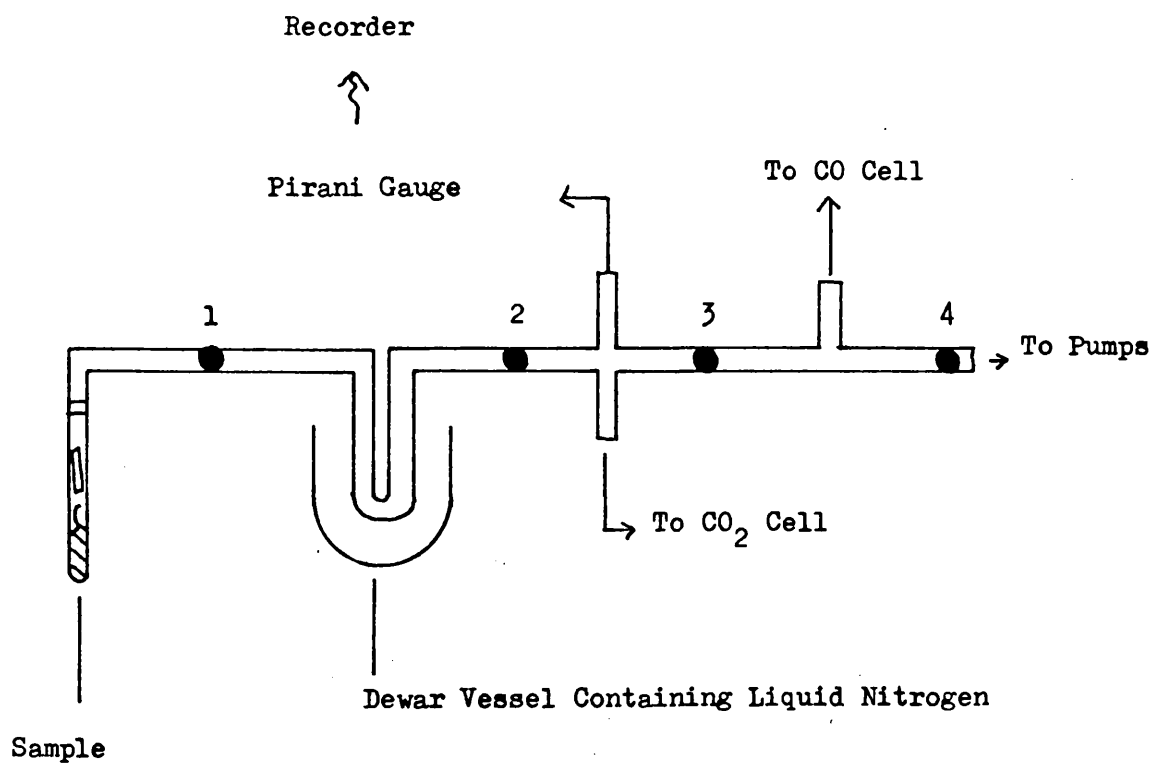 Recorder
Pirani Gauge
To CO Cell
1
2
3
4
To Pumps
To CO₂ Cell
Dewar Vessel Containing Liquid Nitrogen
Sample